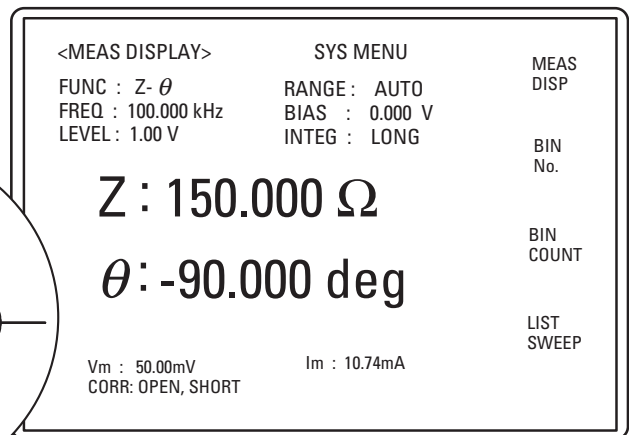 <MEAS DISPLAY>
SYS MENU
FUNC : Z- θ
FREQ : 100.000 kHz
LEVEL : 1.00 V
RANGE : AUTO
BIAS : 0.000 V
INTEG : LONG
Z : 150.000 Ω
θ : -90.000 deg
Vm : 50.00mV
Im : 10.74mA
CORR: OPEN, SHORT
MEAS
DISP
BIN
No.
BIN
COUNT
LIST
SWEEP